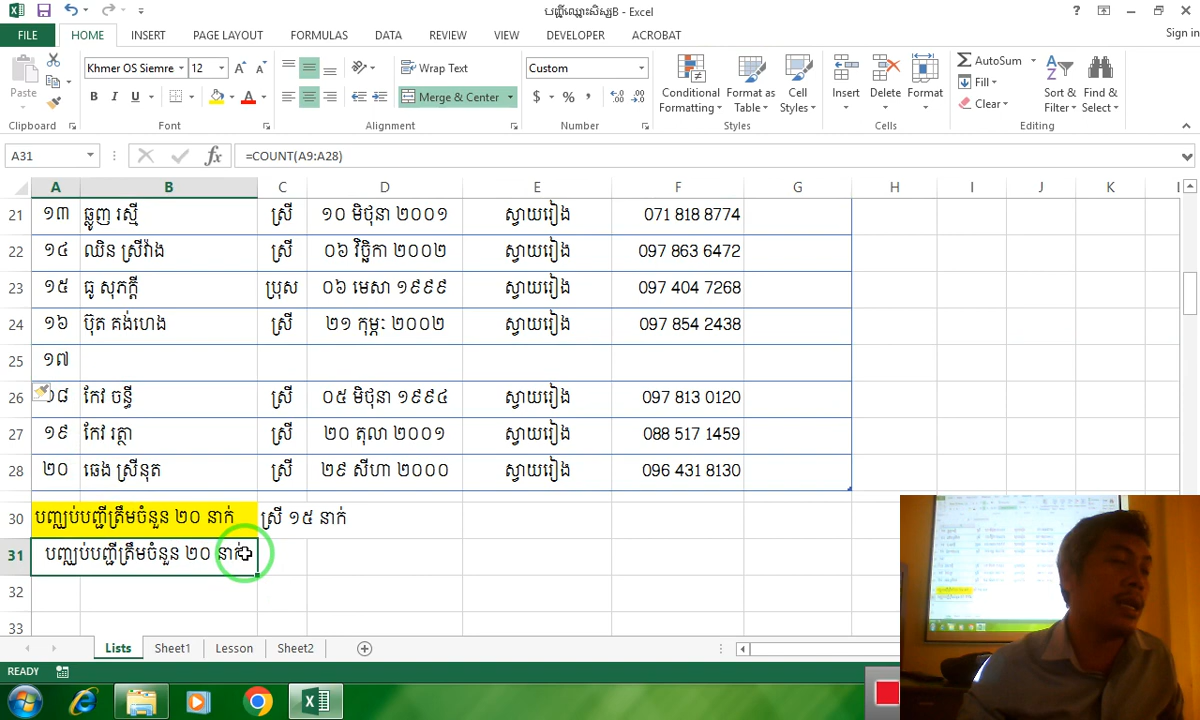 បញ្ជីឈ្មោះសិស្សB - Excel
?
Sign in
FILE HOME INSERT PAGE LAYOUT FORMULAS DATA REVIEW VIEW DEVELOPER ACROBAT
Paste
Khmer OS Siemre 12
B I U
Wrap Text
Merge & Center
Custom
$ % ,
Conditional Formatting
Format as Table
Cell Styles
Insert Delete Format
AutoSum
Fill
Clear
Sort & Filter
Find & Select
Clipboard Font Alignment Number Styles Cells Editing
A31 fx =COUNT(A9:A28)
A B C D E F G H I J K
21 ១៣ ឆ្លូញ រស្មី ស្រី ១០ មិថុនា ២០០១ ស្វាយរៀង 071 818 8774
22 ១៤ ឈិន ស្រីវ៉ាង ស្រី ០៦ វិច្ឆិកា ២០០២ ស្វាយរៀង 097 863 6472
23 ១៥ ធូ សុភក្តី ប្រុស ០៦ មេសា ១៩៩៩ ស្វាយរៀង 097 404 7268
24 ១៦ ប៊ុត គង់ហេង ស្រី ២១ កុម្ភៈ ២០០២ ស្វាយរៀង 097 854 2438
25 ១៧
26 ១៨ កែវ ចន្ធី ស្រី ០៥ មិថុនា ១៩៩៤ ស្វាយរៀង 097 813 0120
27 ១៩ កែវ រត្ថា ស្រី ២០ តុលា ២០០១ ស្វាយរៀង 088 517 1459
28 ២០ ឆេង ស្រីនុត ស្រី ២៩ សីហា ២០០០ ស្វាយរៀង 096 431 8130
30 បញ្ឈប់បញ្ជីត្រឹមចំនួន ២០ នាក់ ស្រី ១៥ នាក់
31 បញ្ឈប់បញ្ជីត្រឹមចំនួន ២០ នាក់
32
33
Lists Sheet1 Lesson Sheet2
READY